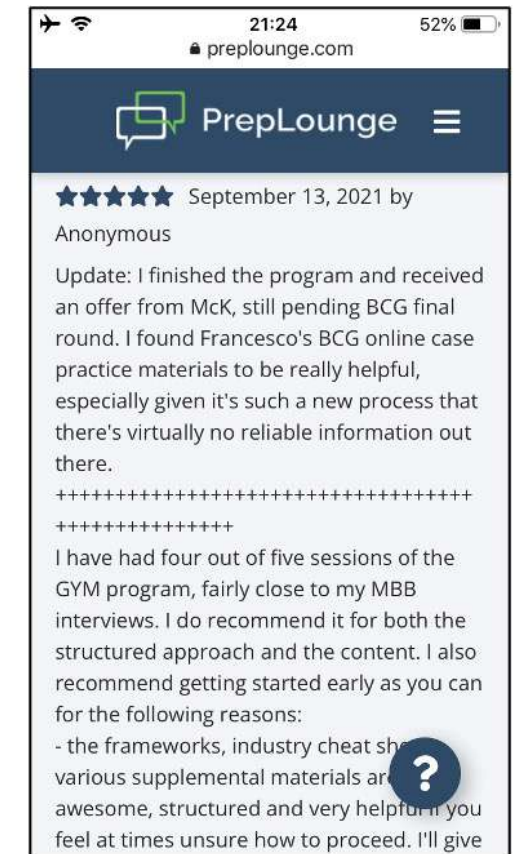 21:24
52%
preplounge.com
PrepLounge
September 13, 2021 by
Anonymous
Update: I finished the program and received
an offer from McK, still pending BCG final
round. I found Francesco's BCG online case
practice materials to be really helpful,
especially given it's such a new process that
there's virtually no reliable information out
there.
+++++++++++++++++++++++++++++++++++
+++++++++++++++
I have had four out of five sessions of the
GYM program, fairly close to my MBB
interviews. I do recommend it for both the
structured approach and the content. I also
recommend getting started early as you can
for the following reasons:
- the frameworks, industry cheat
various supplemental materials
?
awesome, structured and very you
feel at times unsure how to proceed. I'll give